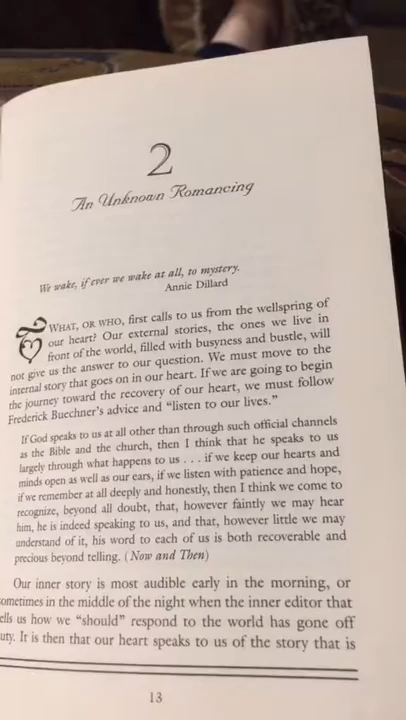 2
An Unknown Romancing
We wake, if ever we wake at all, to mystery.
Annie Dillard
WHAT, OR WHO, first calls to us from the wellspring of
our heart? Our external stories, the ones we live in
front of the world, filled with busyness and bustle, will
not give us the answer to our question. We must move to the
internal story that goes on in our heart. If we are going to begin
the journey toward the recovery of our heart, we must follow
Frederick Buechner's advice and “listen to our lives.”
If God speaks to us at all other than through such official channels
as the Bible and the church, then I think that he speaks to us
largely through what happens to us . . . if we keep our hearts and
minds open as well as our ears, if we listen with patience and hope,
if we remember at all deeply and honestly, then I think we come to
recognize, beyond all doubt, that, however faintly we may hear
him, he is indeed speaking to us, and that, however little we may
understand of it, his word to each of us is both recoverable and
precious beyond telling. (Now and Then)
Our inner story is most audible early in the morning, or
ometimes in the middle of the night when the inner editor that
ells us how we “should” respond to the world has gone off
uty. It is then that our heart speaks to us of the story that is
13